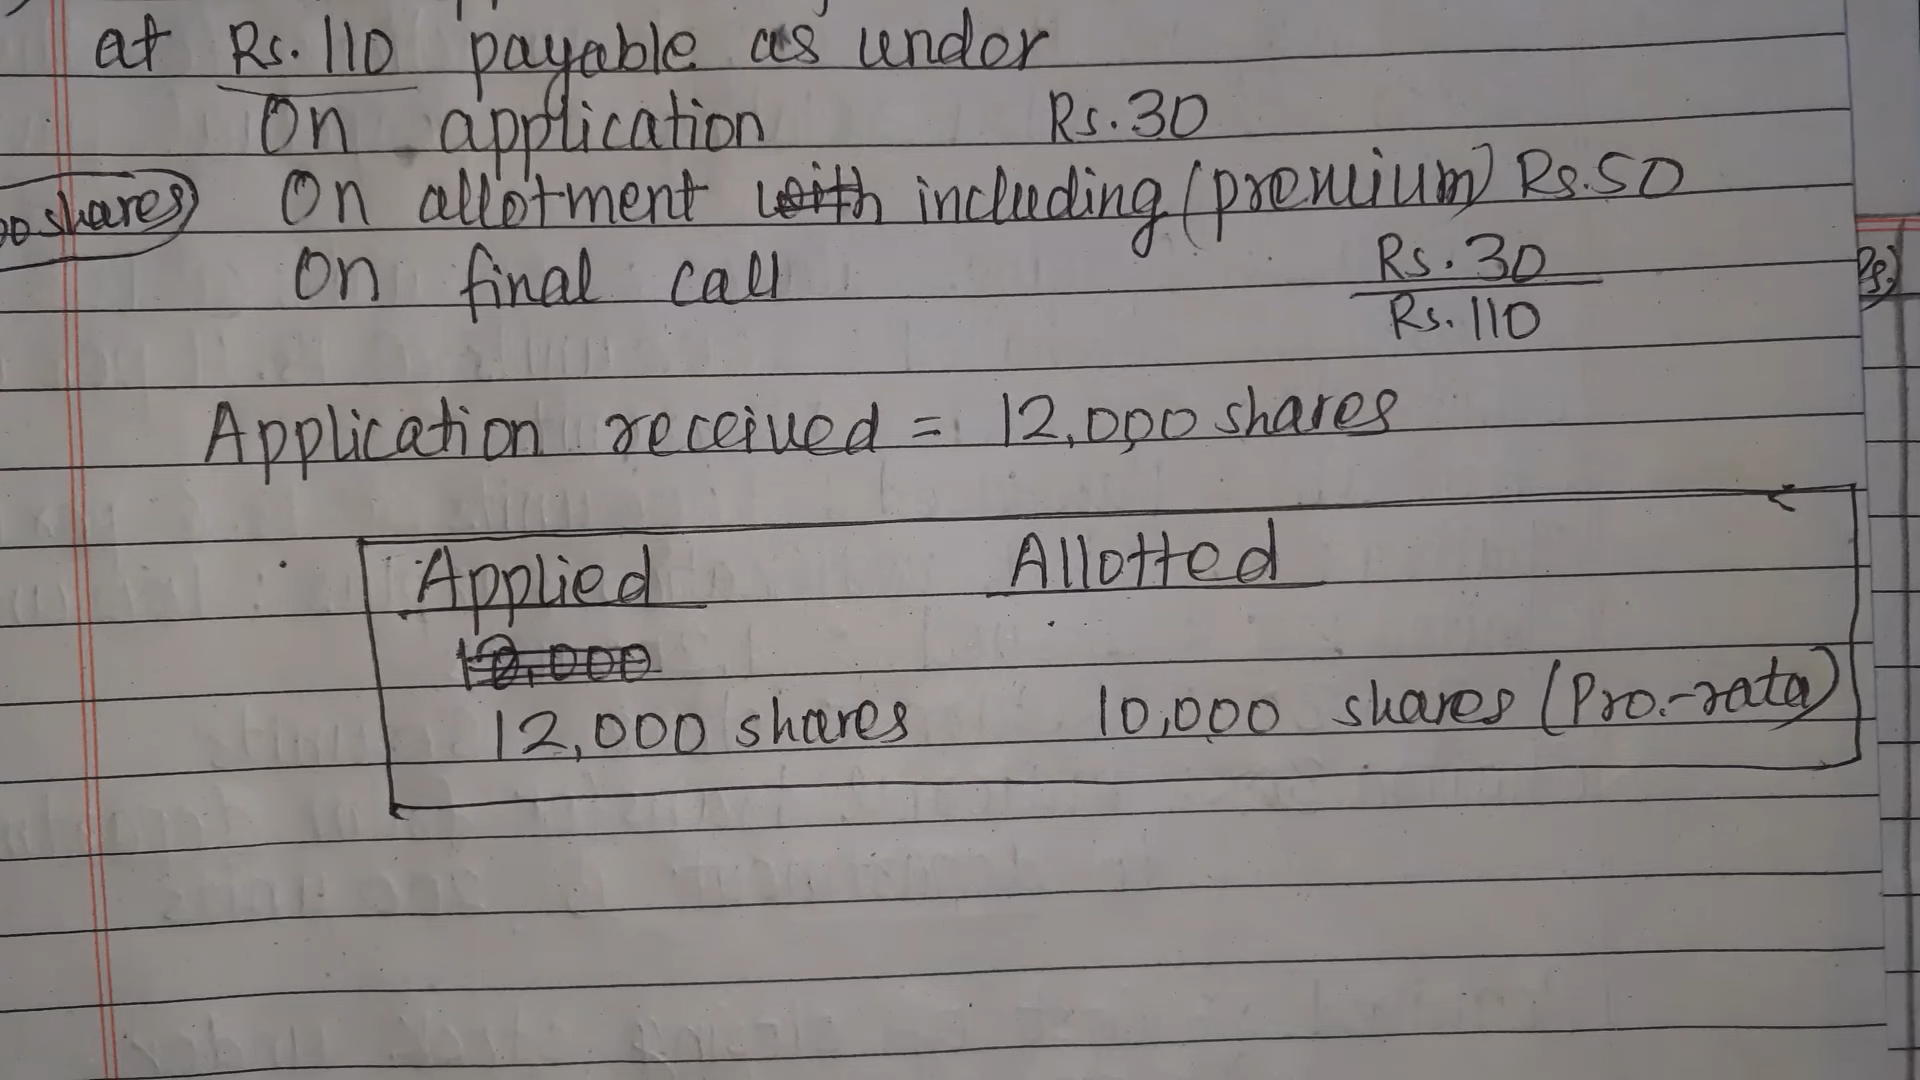 at Rs. 110 payable as under
On application Rs. 30
shares) On allotment with including (premium) Rs. 50
On final call Rs. 30
Rs. 110
Application received = 12,000 shares
Applied Allotted
12,000 shares 10,000 shares (Pro-rata)